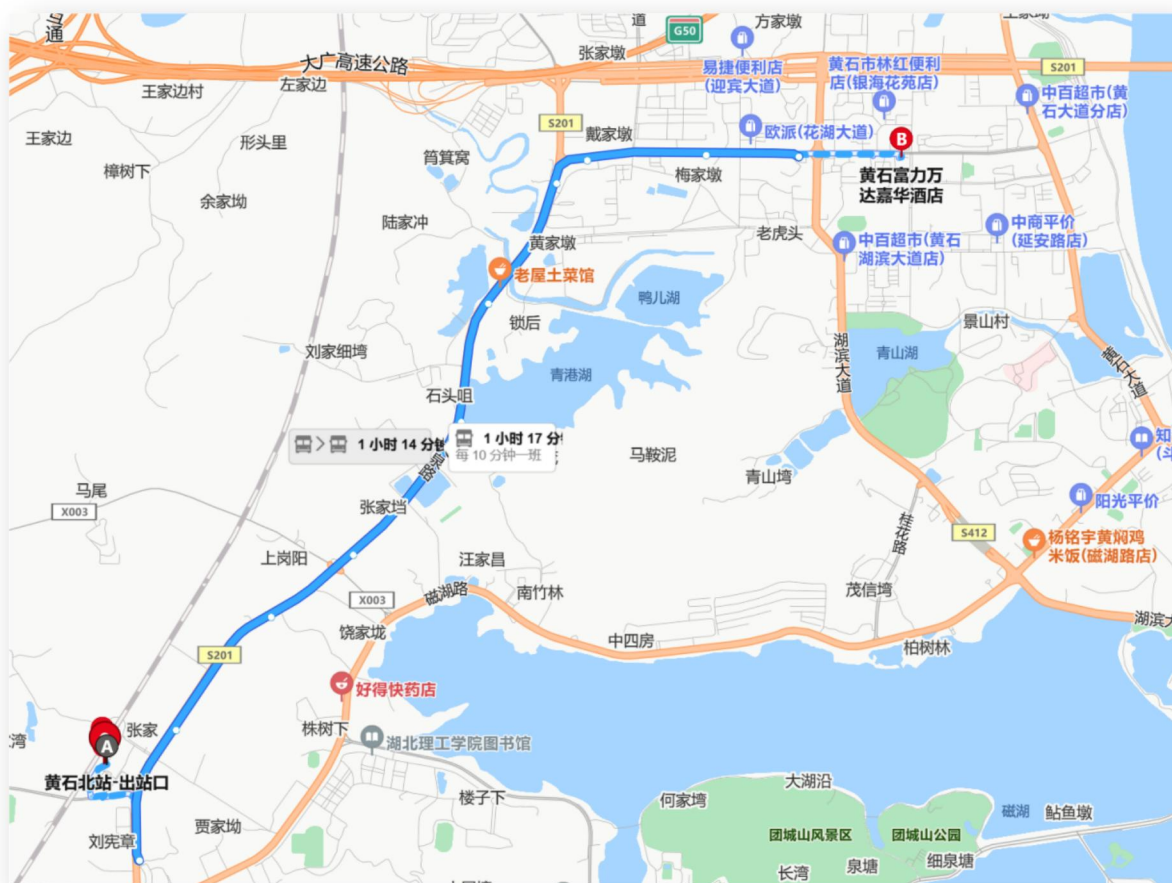 G50
方家墩
道
张家墩
大广高速公路
易捷便利店
(迎宾大道)
黄石市林红便利
店(银海花苑店)
S201
王家边村
左家边
中百超市(黄
石大道分店)
王家边
形头里
S201
戴家墩
欧派(花湖大道)
B
樟树下
筲箕窝
梅家墩
黄石富力万
达嘉华酒店
余家坳
陆家冲
黄家墩
老虎头
中百超市(黄石
湖滨大道店)
中商平价
(延安路店)
老屋土菜馆
鸭儿湖
锁后
景山村
刘家细塆
青山湖
湖滨大道
黄石大道
青港湖
石头咀
1 小时 14 分钟
1 小时 17 分
每 10 分钟一班
路
马鞍泥
青山塆
马尾
X003
张家垱
阳光平价
桂花路
S412
杨铭宇黄焖鸡
米饭(磁湖路店)
上岗阳
汪家昌
南竹林
磁湖路
X003
茂信塆
饶家垅
中四房
柏树林
湖滨大
S201
好得快药店
张家
株树下
湖北理工学院图书馆
A
黄石北站-出站口
大湖沿
楼子下
何家塆
磁湖
鲇鱼墩
贾家坳
刘宪章
团城山风景区
团城山公园
泉塘
细泉塘
长湾